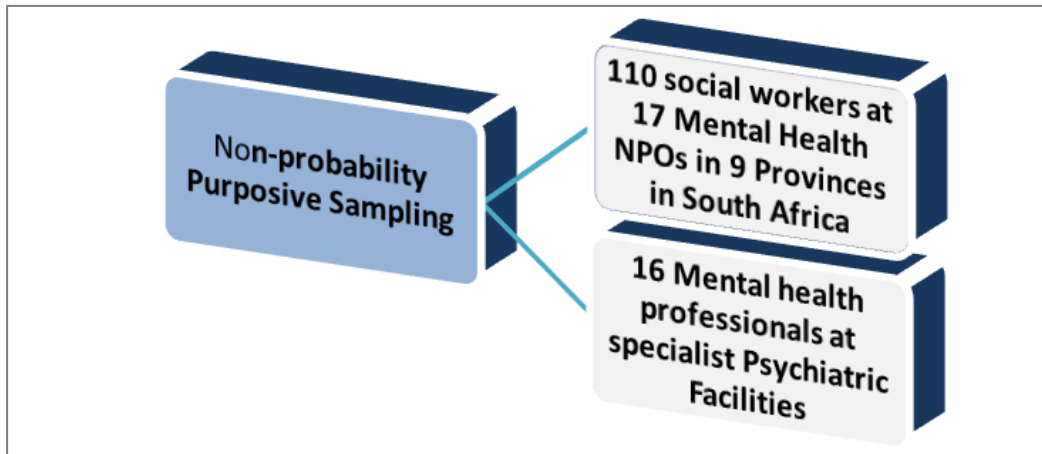 Non-probability
Purposive Sampling
110 social workers at
17 Mental Health
NPOs in 9 Provinces
in South Africa
16 Mental health
professionals at
specialist Psychiatric
Facilities